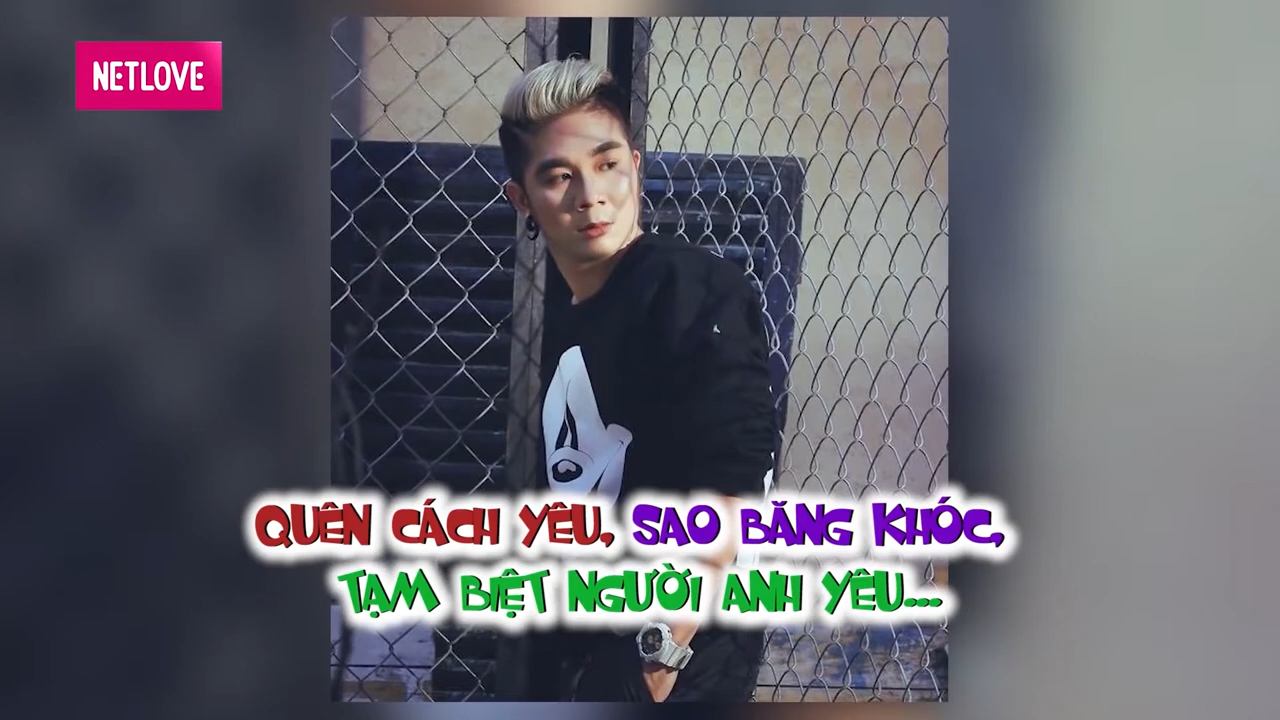 NETLOVE
QUÊN CÁCH YÊU, SAO BĂNG KHÓC,
TẠM BIỆT NGƯỜI ANH YÊU...